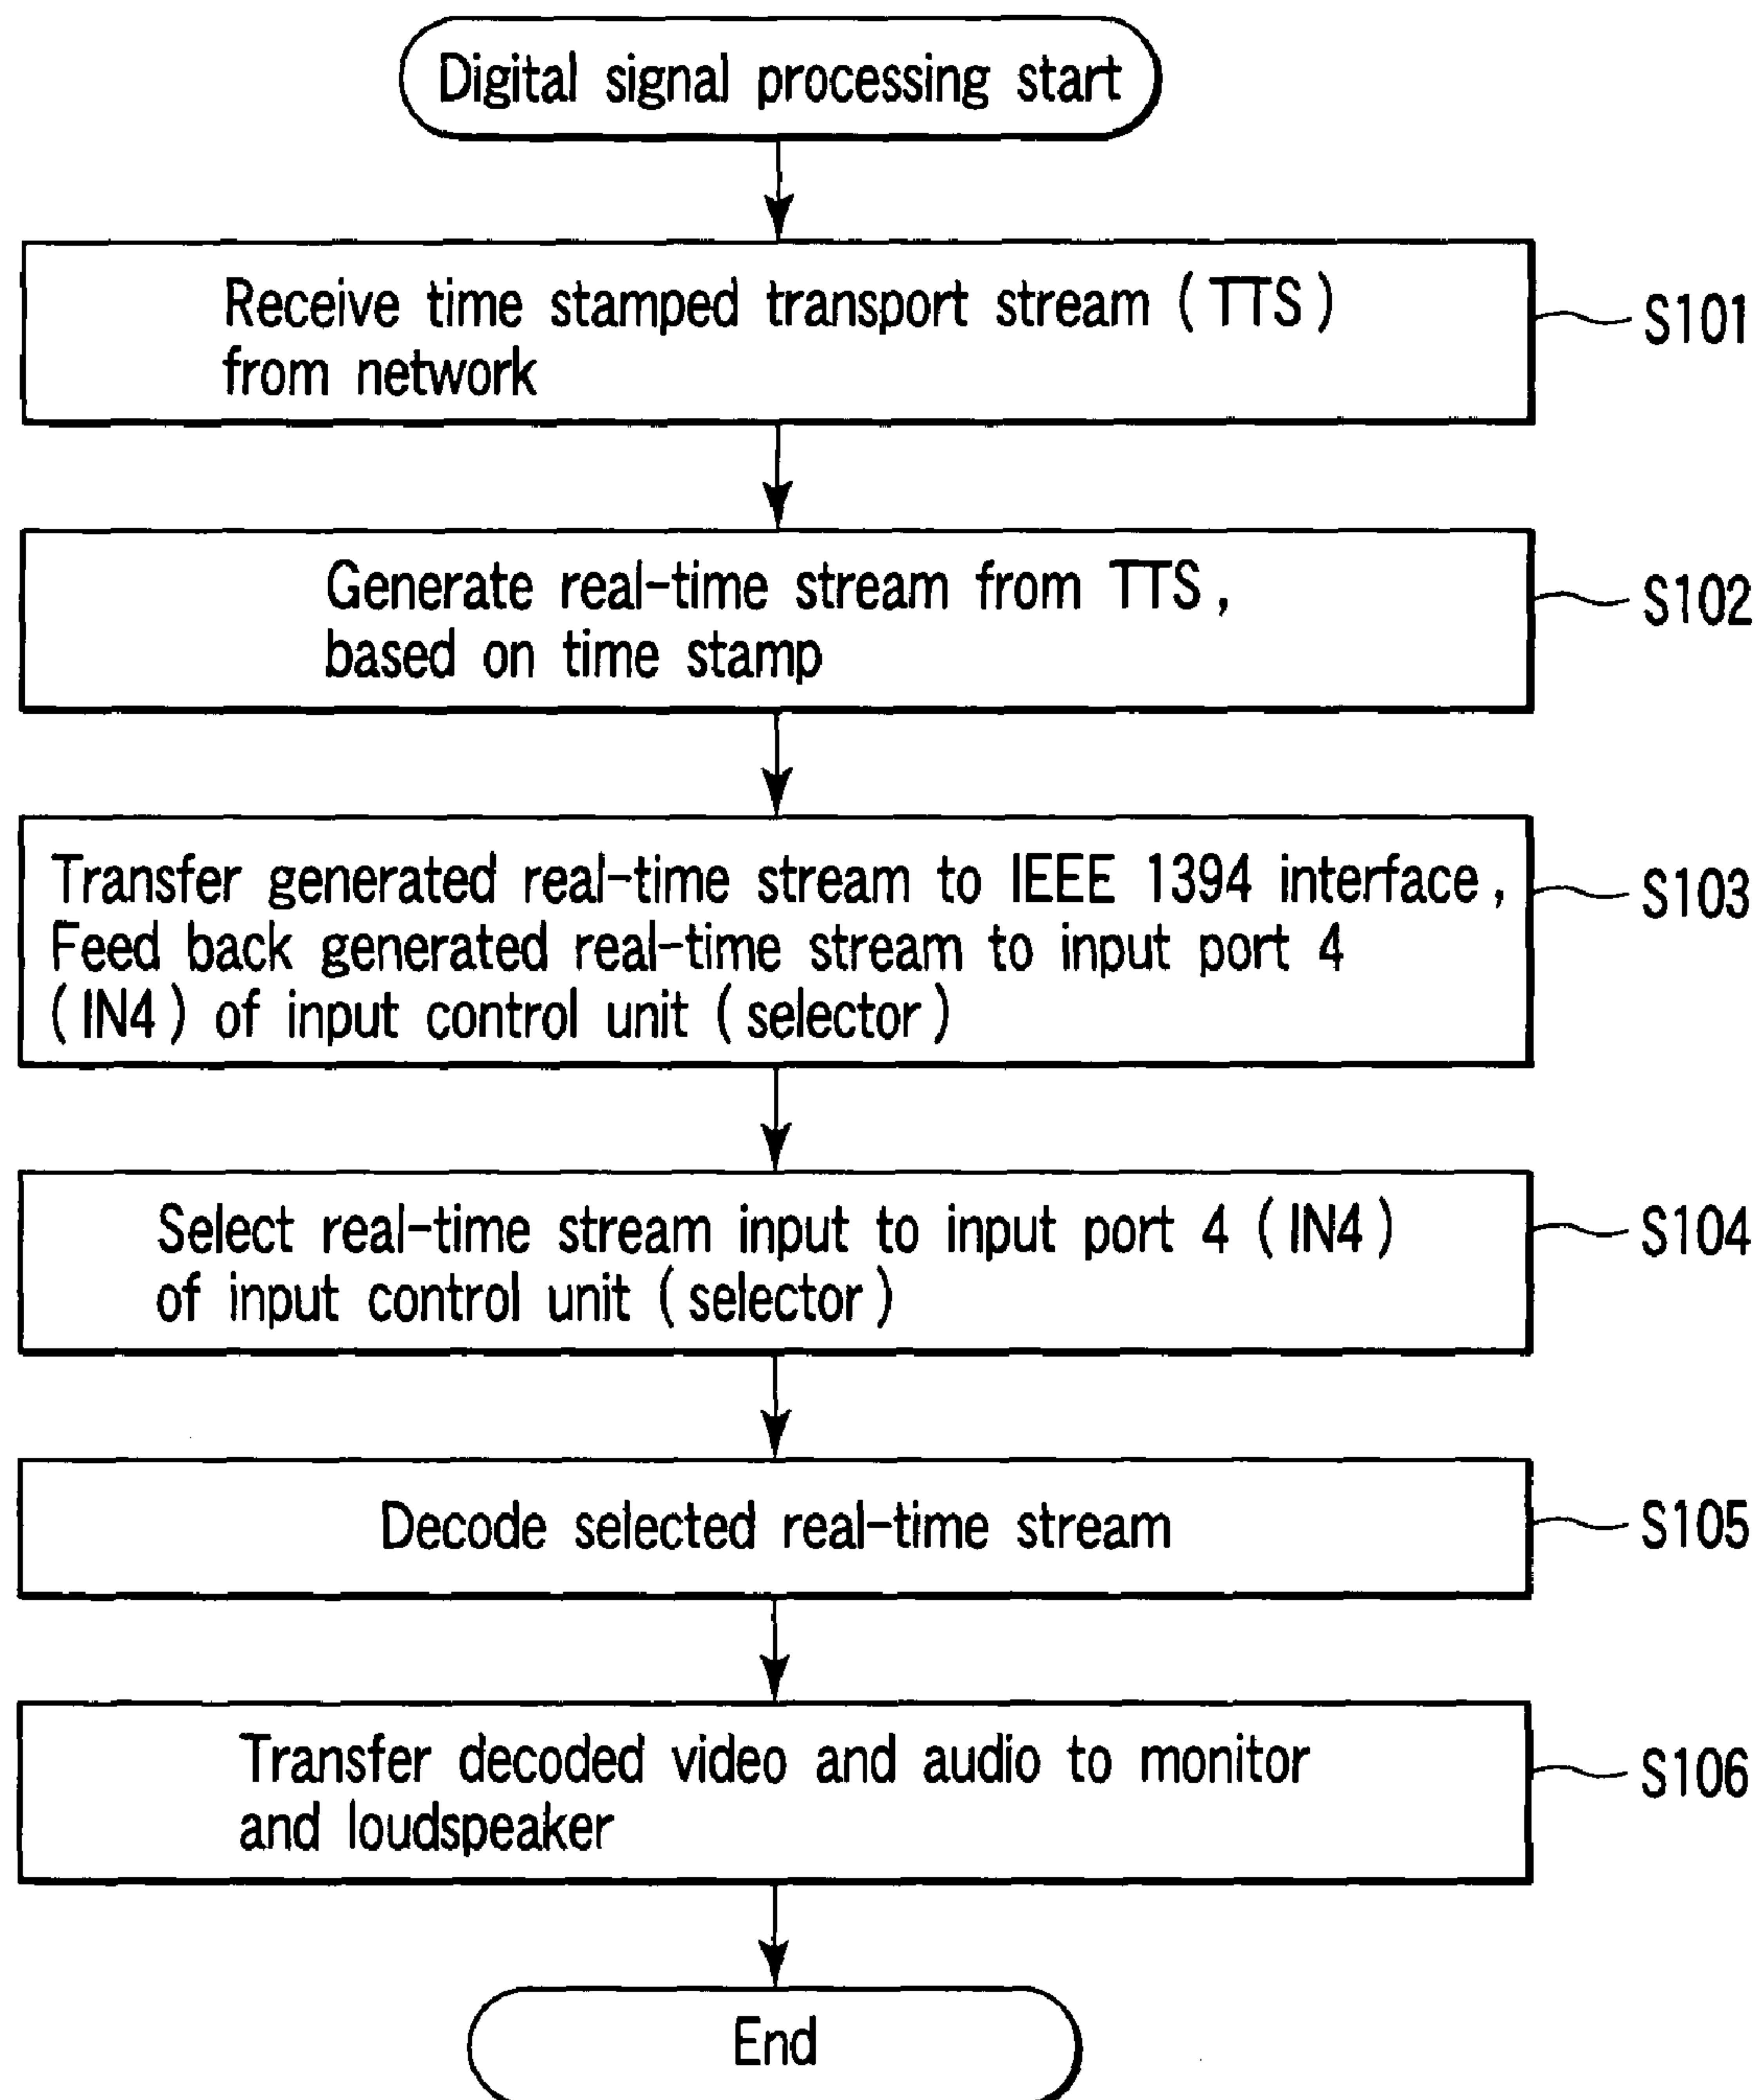 Digital signal processing start
Receive time stamped transport stream (TTS)
from network
S101
Generate real-time stream from TTS,
based on time stamp
S102
Transfer generated real-time stream to IEEE 1394 interface,
Feed back generated real-time stream to input port 4
(IN4) of input control unit (selector)
S103
Select real-time stream input to input port 4 (IN4)
of input control unit (selector)
S104
Decode selected real-time stream
S105
Transfer decoded video and audio to monitor
and loudspeaker
S106
End